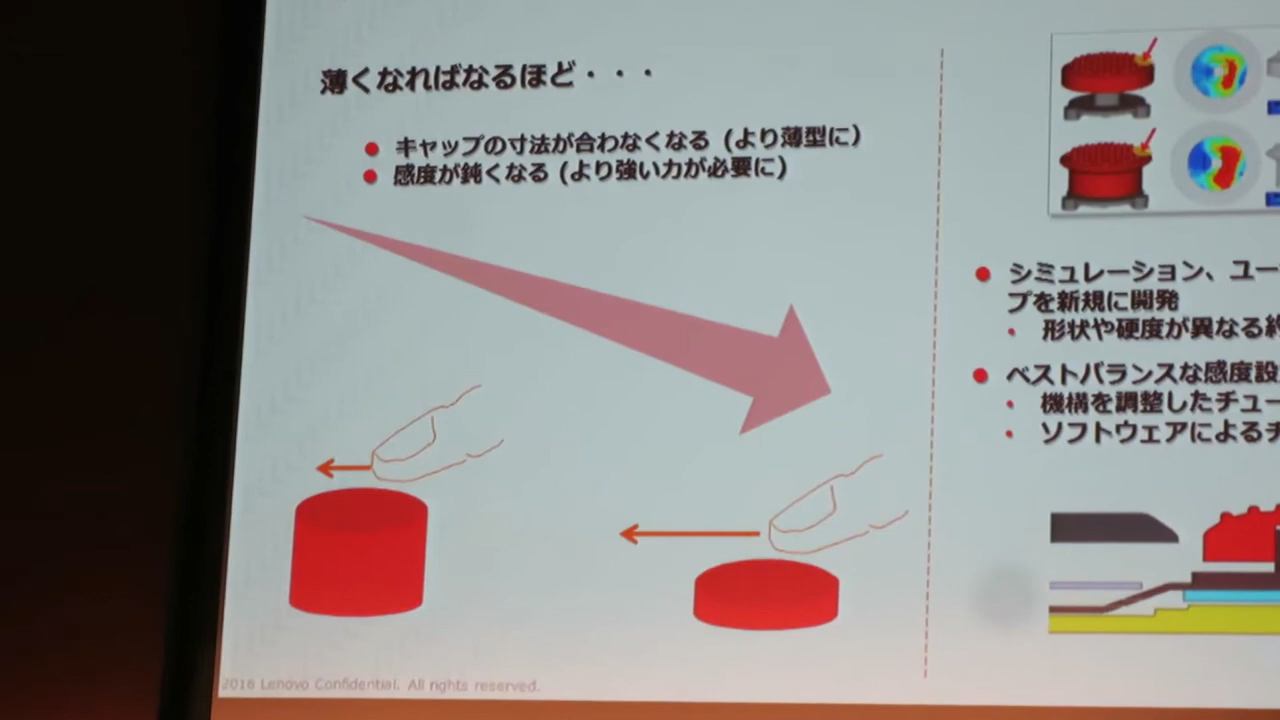 薄くなればなるほど・・・
キャップの寸法が合わなくなる (より薄型に)
感度が鈍くなる (より強い力が必要に)
シミュレーション、ユー
プを新規に開発
形状や硬度が異なる
ベストバランスな感度設
機構を調整したチュー
ソフトウェアによるチ
2016 Lenovo Confidential. All rights reserved.